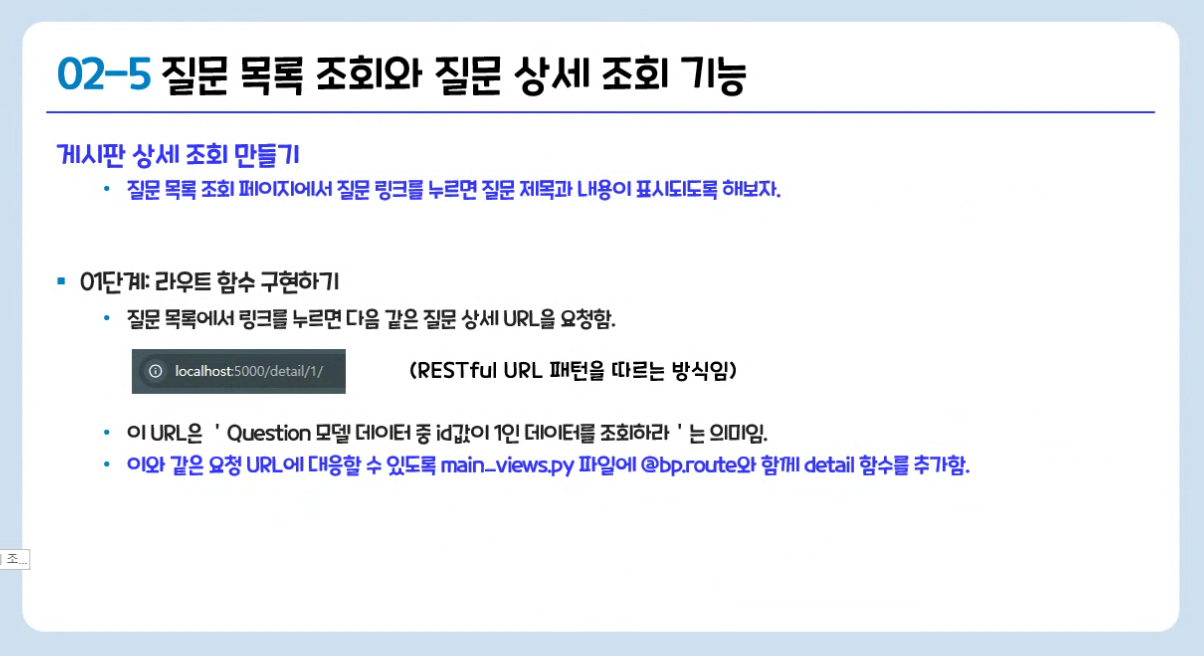 02-5 질문 목록 조회와 질문 상세 조회 기능
게시판 상세 조회 만들기
• 질문 목록 조회 페이지에서 질문 링크를 누르면 질문 제목과 내용이 표시되도록 해보자.
▪ 01단계: 라우트 함수 구현하기
• 질문 목록에서 링크를 누르면 다음 같은 질문 상세 URL을 요청함.
localhost:5000/detail/1/ (RESTful URL 패턴을 따르는 방식임)
• 이 URL은 ' Question 모델 데이터 중 id값이 1인 데이터를 조회하라 ' 는 의미임.
• 이와 같은 요청 URL에 대응할 수 있도록 main_views.py 파일에 @bp.route와 함께 detail 함수를 추가함.
조...